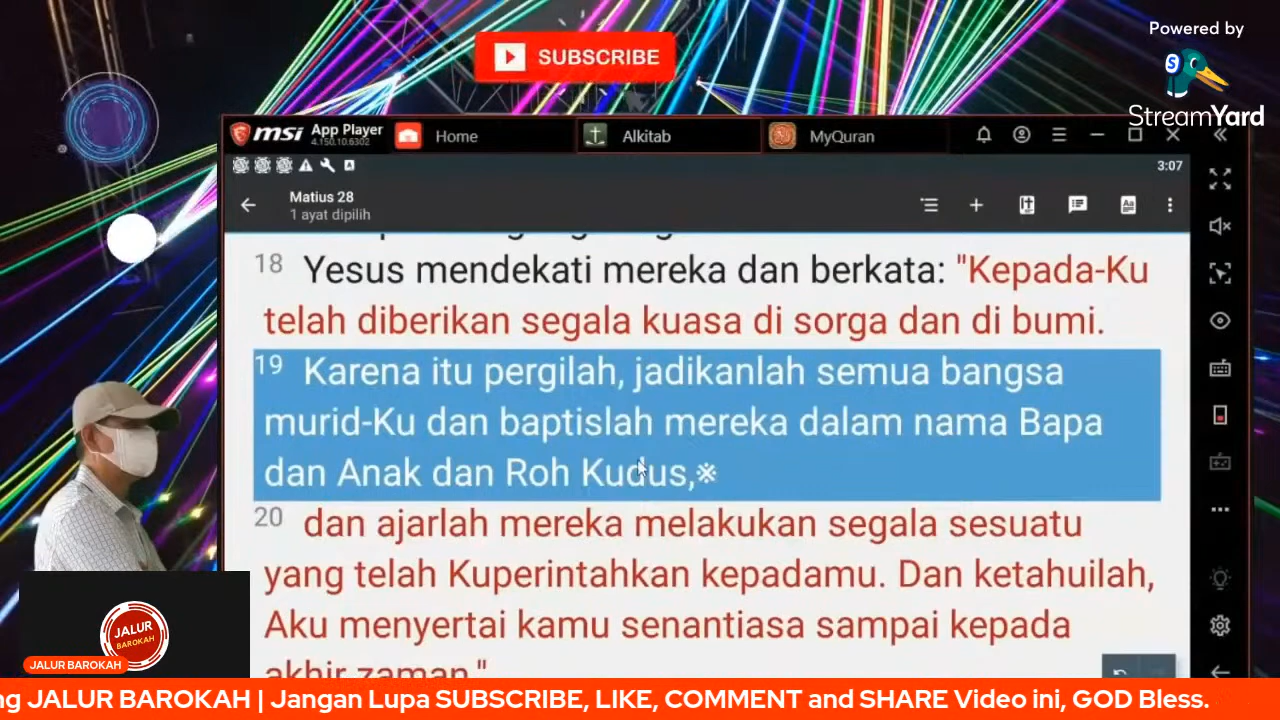 Powered by
StreamYard
SUBSCRIBE
msi App Player
4.150.10.6302
Home
Alkitab
MyQuran
3:07
Matius 28
1 ayat dipilih
18 Yesus mendekati mereka dan berkata: "Kepada-Ku
telah diberikan segala kuasa di sorga dan di bumi.
19 Karena itu pergilah, jadikanlah semua bangsa
murid-Ku dan baptislah mereka dalam nama Bapa
dan Anak dan Roh Kudus,※
20 dan ajarlah mereka melakukan segala sesuatu
yang telah Kuperintahkan kepadamu. Dan ketahuilah,
Aku menyertai kamu senantiasa sampai kepada
akhir zaman."
JALUR
BAROKAH
JALUR BAROKAH
ng JALUR BAROKAH | Jangan Lupa SUBSCRIBE, LIKE, COMMENT and SHARE Video ini, GOD Bless.